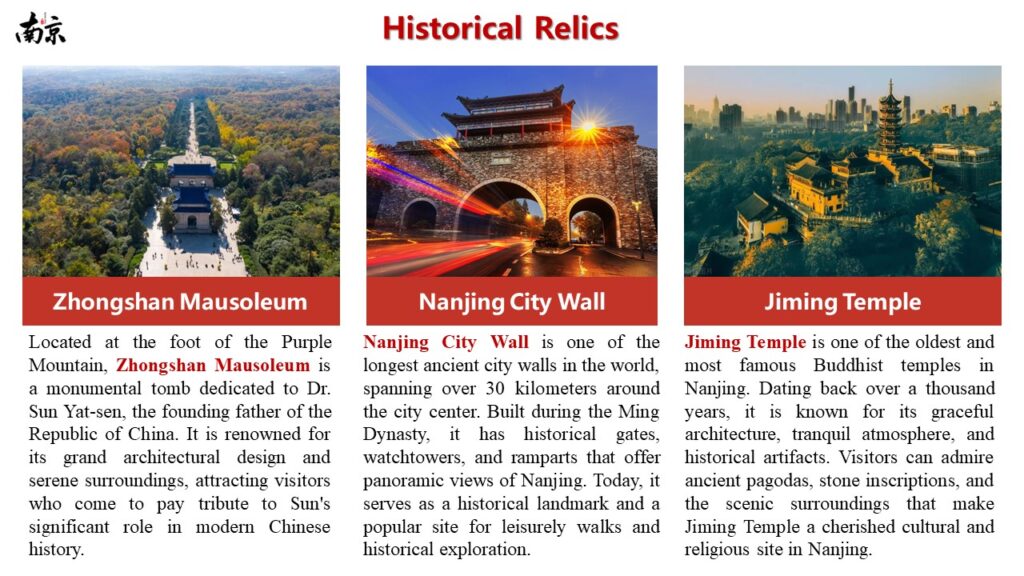 南京
Historical Relics
Zhongshan Mausoleum
Located at the foot of the Purple
Mountain, Zhongshan Mausoleum is
a monumental tomb dedicated to Dr.
Sun Yat-sen, the founding father of the
Republic of China. It is renowned for
its grand architectural design and
serene surroundings, attracting visitors
who come to pay tribute to Sun's
significant role in modern Chinese
history.
Nanjing City Wall
Nanjing City Wall is one of the
longest ancient city walls in the world,
spanning over 30 kilometers around
the city center. Built during the Ming
Dynasty, it has historical gates,
watchtowers, and ramparts that offer
panoramic views of Nanjing. Today, it
serves as a historical landmark and a
popular site for leisurely walks and
historical exploration.
Jiming Temple
Jiming Temple is one of the oldest and
most famous Buddhist temples in
Nanjing. Dating back over a thousand
years, it is known for its graceful
architecture, tranquil atmosphere, and
historical artifacts. Visitors can admire
ancient pagodas, stone inscriptions, and
the scenic surroundings that make
Jiming Temple a cherished cultural and
religious site in Nanjing.